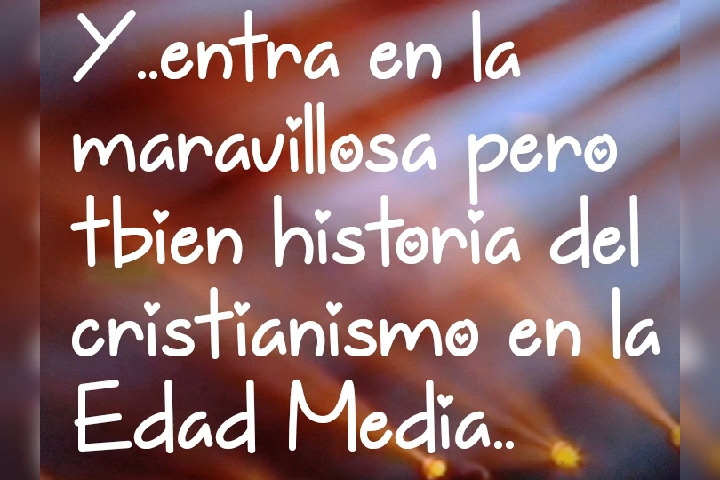 Y ..entra en la
maravillosa pero
tbien historia del
cristianismo en la
Edad Media..